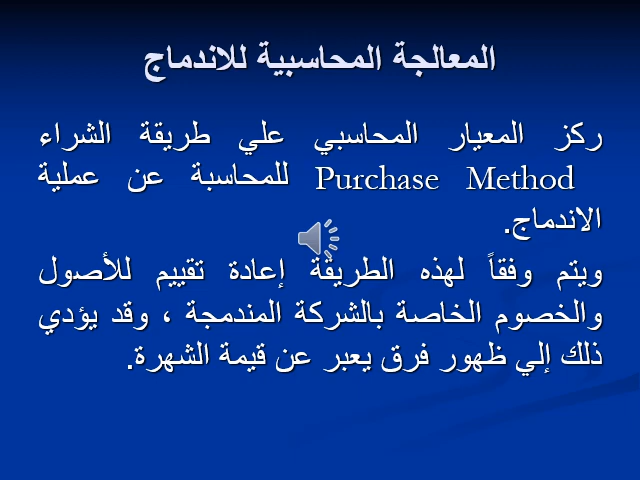 المعالجة المحاسبية للاندماج
ركز المعيار المحاسبي علي طريقة الشراء
Purchase Method للمحاسبة عن عملية
الاندماج.
ويتم وفقاً لهذه الطريقة إعادة تقييم للأصول
والخصوم الخاصة بالشركة المندمجة ، وقد يؤدي
ذلك إلي ظهور فرق يعبر عن قيمة الشهرة.